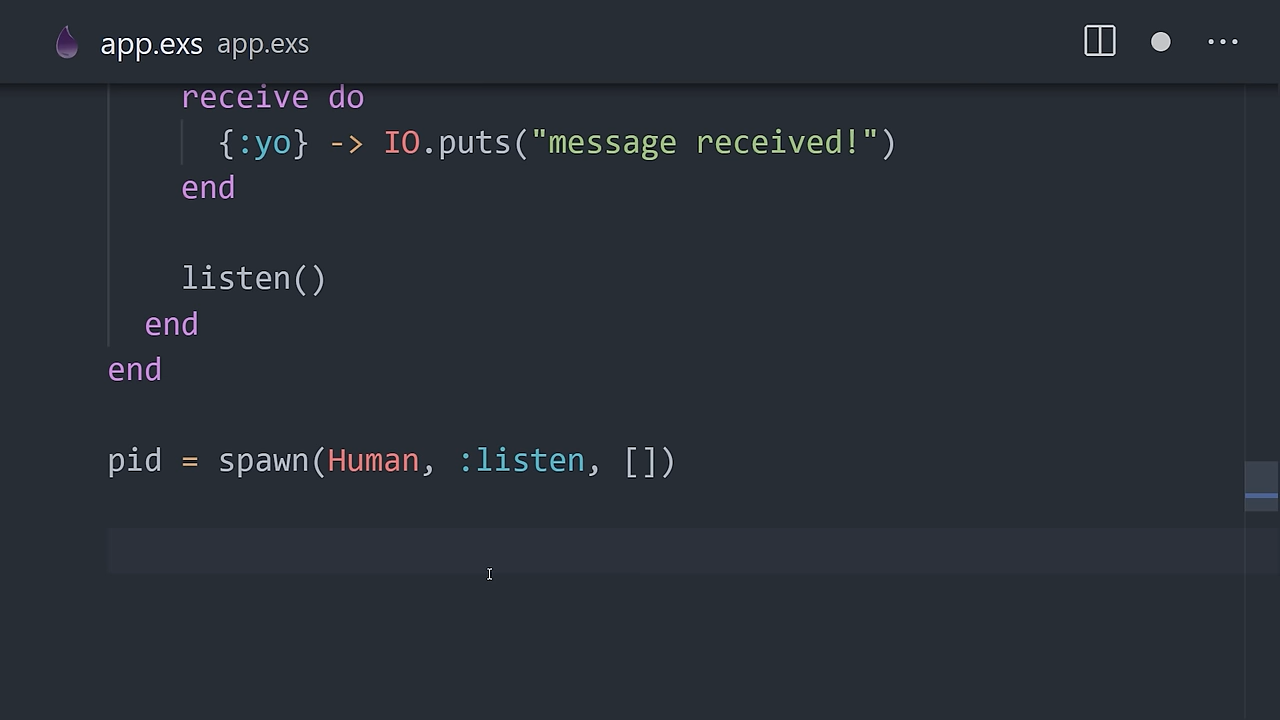 app.exs app.exs
receive do
{:yo} -> IO.puts("message received!")
end
listen()
end
end
pid = spawn(Human, :listen, [])